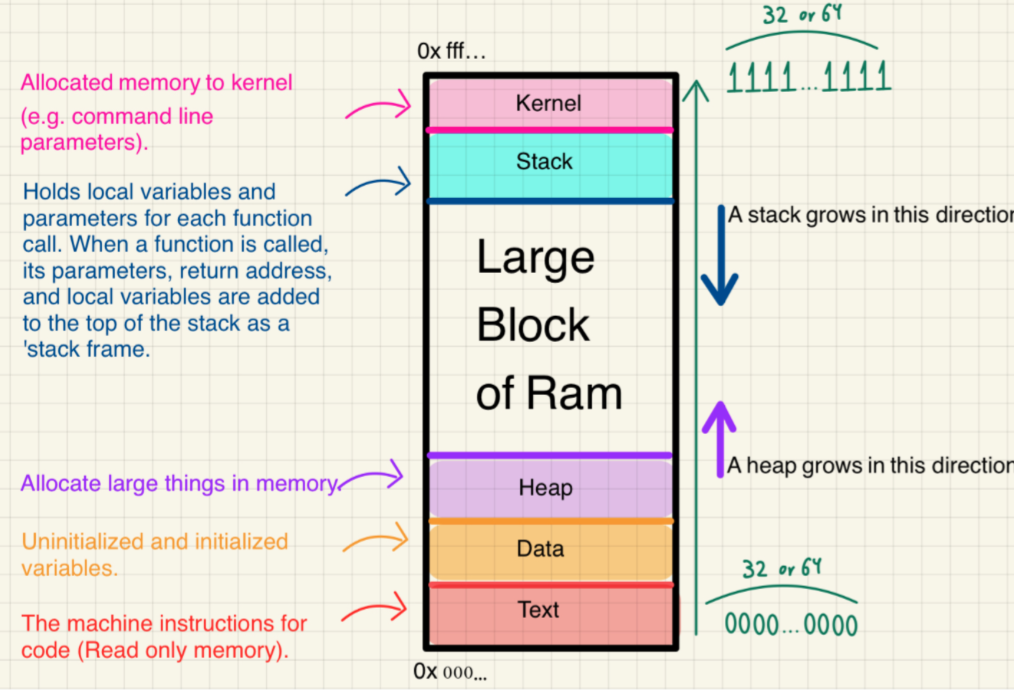 32 or 64
0x fff...
1111...1111
Allocated memory to kernel
(e.g. command line
parameters).
Kernel
Stack
Holds local variables and
parameters for each function
call. When a function is called,
its parameters, return address,
and local variables are added
to the top of the stack as a
'stack frame.
A stack grows in this direction
Large
Block
of Ram
A heap grows in this direction
Allocate large things in memory.
Heap
Uninitialized and initialized
variables.
Data
32 or 64
0000...0000
The machine instructions for
code (Read only memory).
Text
0x 000...